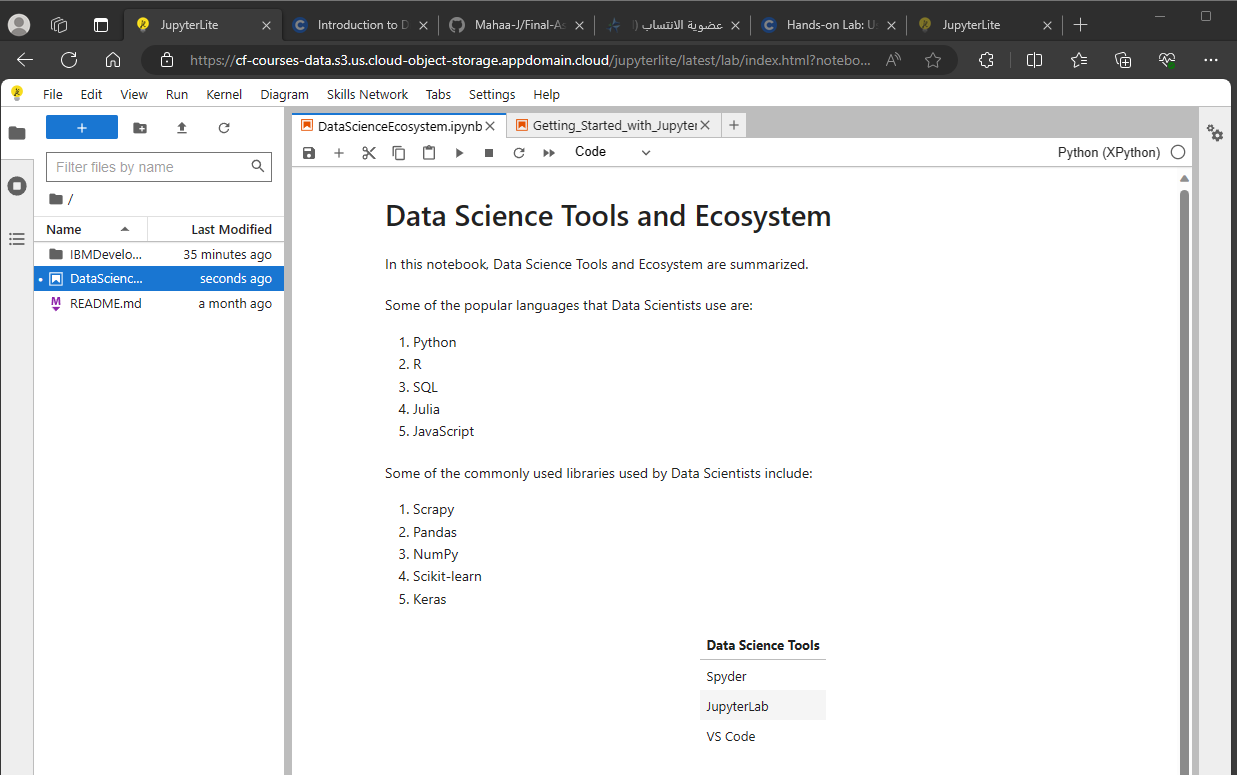 JupyterLite
Introduction to D
Mahaa-J/Final-As
عضوية الانتساب (ا
Hands-on Lab: Us
JupyterLite
https://cf-courses-data.s3.us.cloud-object-storage.appdomain.cloud/jupyterlite/latest/lab/index.html?notebo...
File Edit View Run Kernel Diagram Skills Network Tabs Settings Help
DataScienceEcosystem.ipynb
Getting_Started_with_Jupyter
Filter files by name
/
Name Last Modified
IBMDevelo... 35 minutes ago
DataScienc... seconds ago
README.md a month ago
Code
Python (XPython)
Data Science Tools and Ecosystem
In this notebook, Data Science Tools and Ecosystem are summarized.
Some of the popular languages that Data Scientists use are:
1. Python
2. R
3. SQL
4. Julia
5. JavaScript
Some of the commonly used libraries used by Data Scientists include:
1. Scrapy
2. Pandas
3. NumPy
4. Scikit-learn
5. Keras
Data Science Tools
Spyder
JupyterLab
VS Code